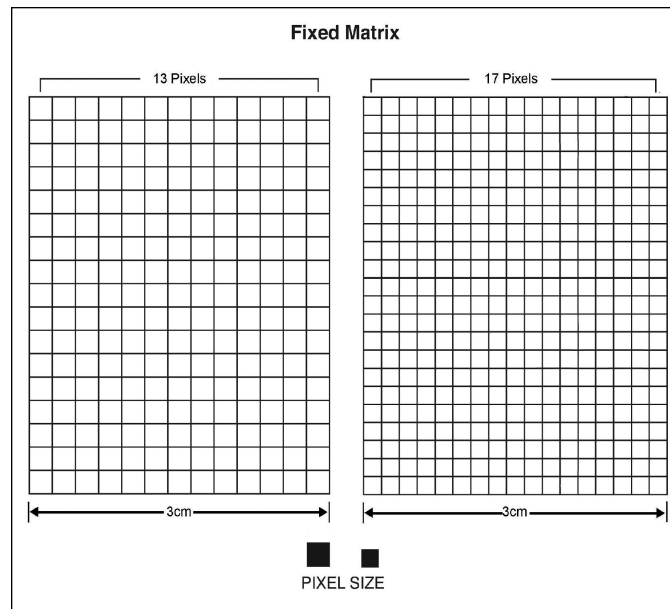 Fixed Matrix
13 Pixels
17 Pixels
3cm
3cm
PIXEL SIZE